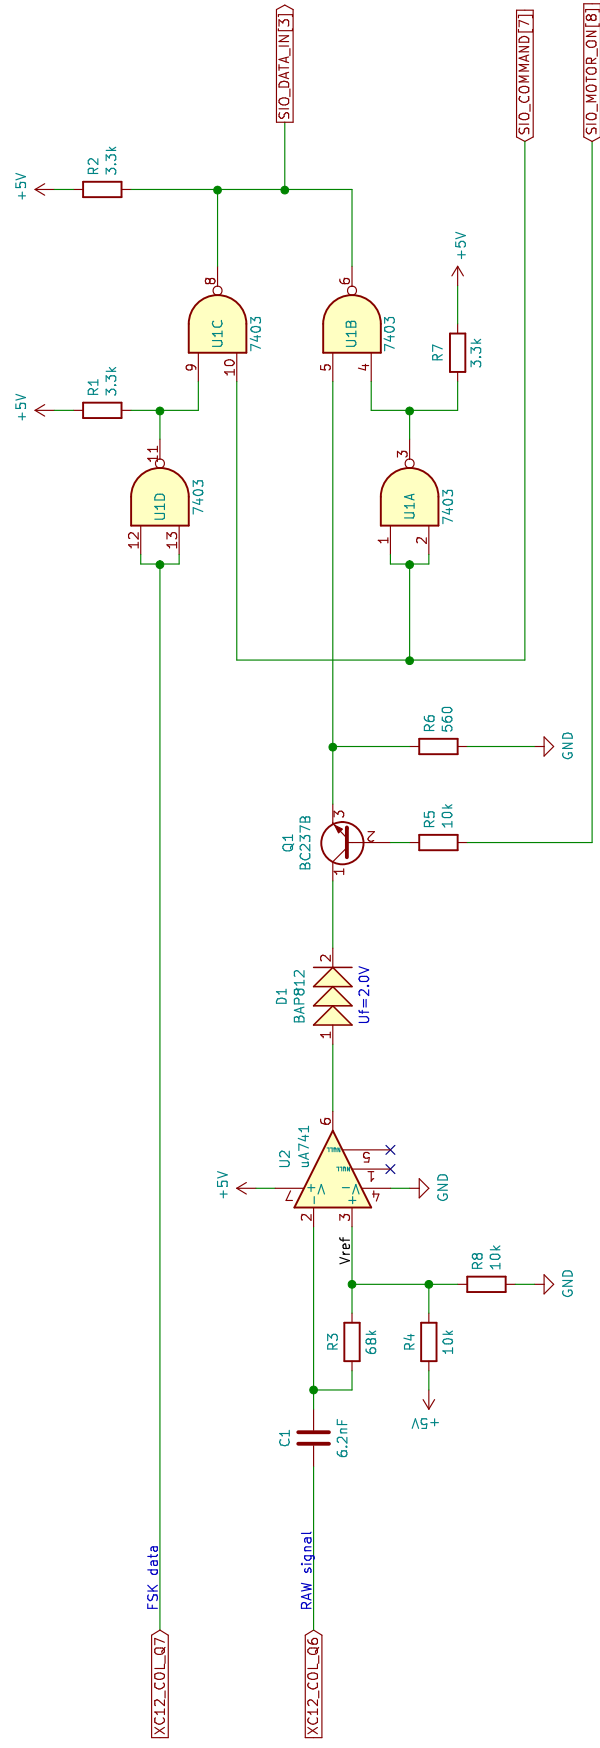 SIO_DATA_IN[3]
SIO_COMMAND[7]
SIO_MOTOR_ON[8]
+5V
R2
3.3k
8
U1C
7403
9
10
6
U1B
7403
5
4
+5V
R7
3.3k
+5V
R1
3.3k
11
U1D
7403
12
13
3
U1A
7403
1
2
R6
560
GND
Q1
BC237B
3
2
1
R5
10k
D1
BAP812
2
1
Uf=2.0V
U2
uA741
6
NULL
NULL
5
1
+5V
7
V+
V-
4
GND
-
+
2
3
Vref
R3
68k
R4
10k
+5V
R8
10k
GND
C1
6.2nF
FSK data
RAW signal
XC12_COL_Q7
XC12_COL_Q6